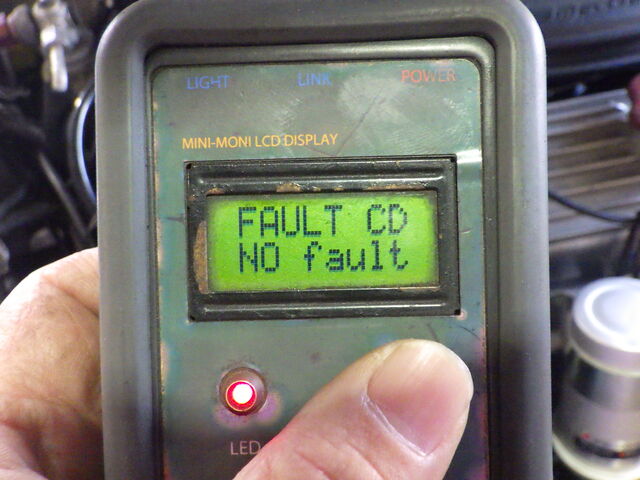 LIGHT LINK POWER
MINI-MONI LCD DISPLAY
FAULT CD
NO fault
LED